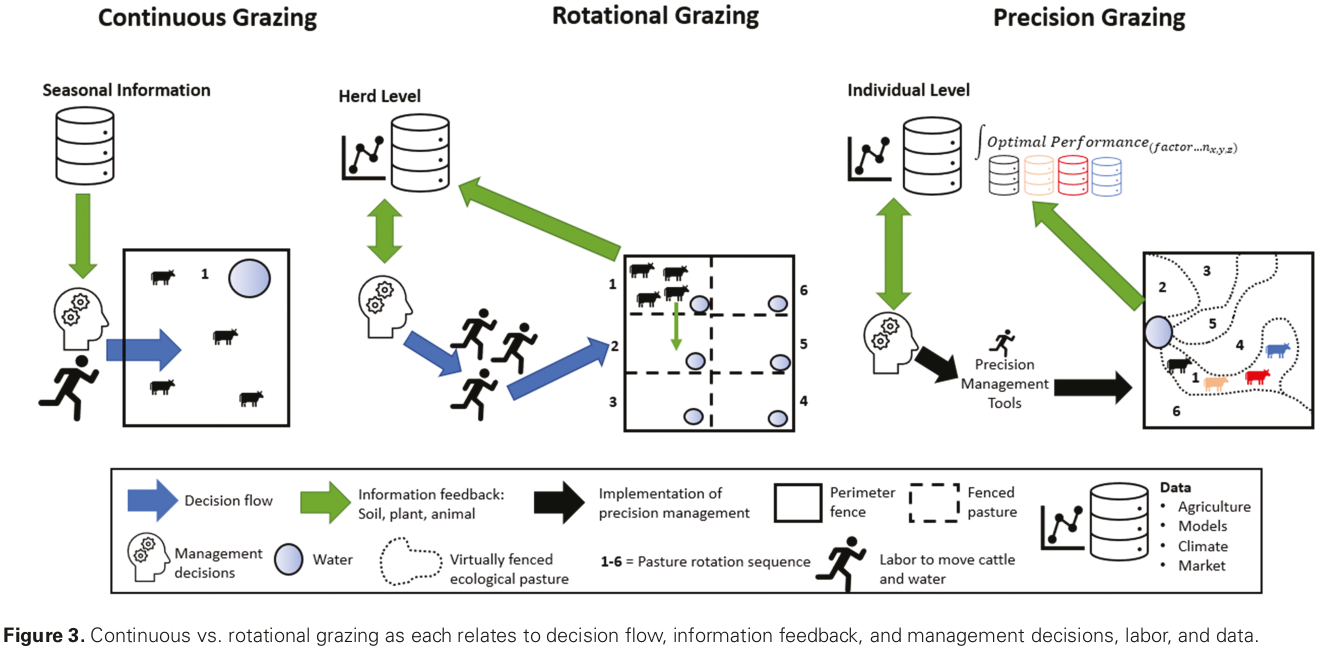 Continuous Grazing
Rotational Grazing
Precision Grazing
Seasonal Information
1
Herd Level
1
2
3
6
5
4
Individual Level
∫ Optimal Performance(factor…nx,y,z)
Precision
Management
Tools
2
3
5
4
1
6
Decision flow
Information feedback:
Soil, plant, animal
Implementation of
precision management
Perimeter
fence
Fenced
pasture
Management
decisions
Water
Virtually fenced
ecological pasture
1-6 = Pasture rotation sequence
Labor to move cattle
and water
Data
• Agriculture
• Models
• Climate
• Market
Figure 3. Continuous vs. rotational grazing as each relates to decision flow, information feedback, and management decisions, labor, and data.